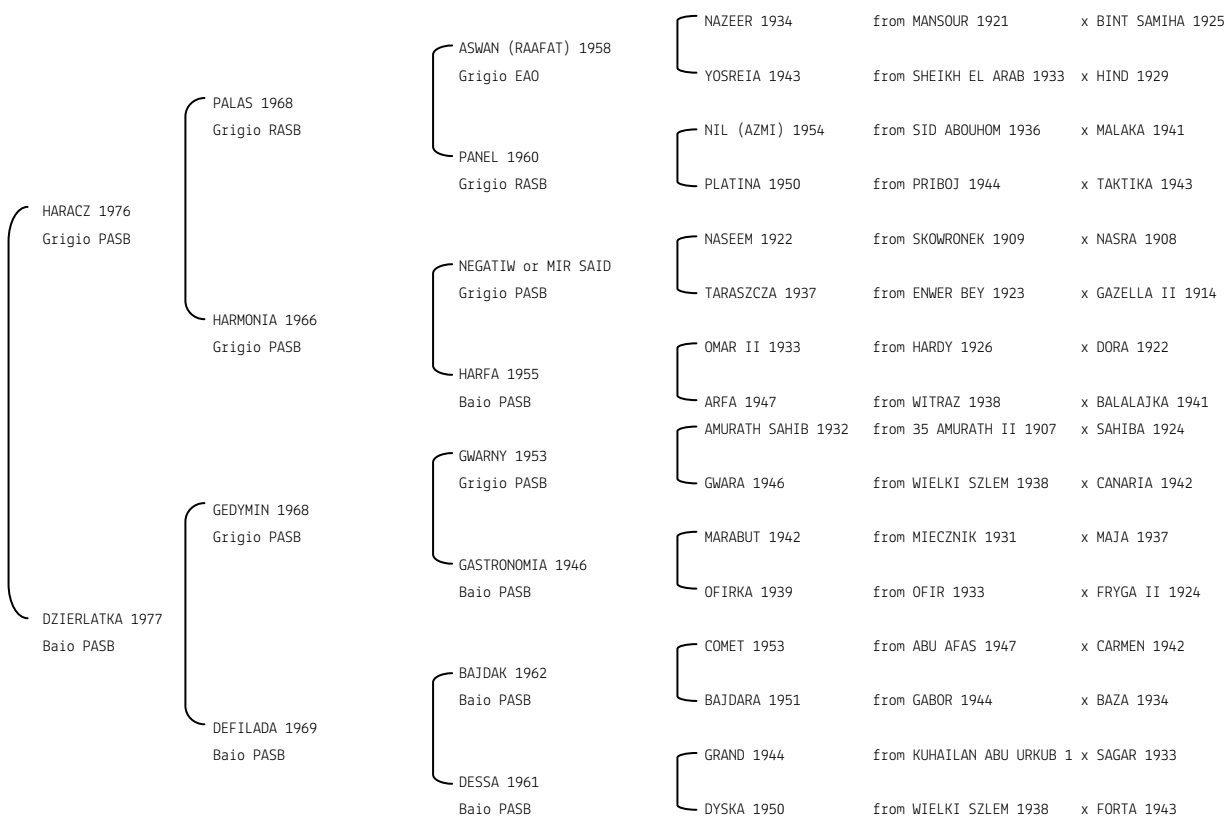 NAZEER 1934 from MANSOUR 1921 x BINT SAMIHA 1925
ASWAN (RAAFAT) 1958
Grigio EAO YOSREIA 1943 from SHEIKH EL ARAB 1933 x HIND 1929
PALAS 1968
Grigio RASB NIL (AZMI) 1954 from SID ABOUHOM 1936 x MALAKA 1941
PANEL 1960
Grigio RASB PLATINA 1950 from PRIBOJ 1944 x TAKTIKA 1943
HARACZ 1976
Grigio PASB NASEEM 1922 from SKOWRONEK 1909 x NASRA 1908
NEGATIW or MIR SAID
Grigio PASB TARASZCZA 1937 from ENWER BEY 1923 x GAZELLA II 1914
HARMONIA 1966
Grigio PASB OMAR II 1933 from HARDY 1926 x DORA 1922
HARFA 1955
Baio PASB ARFA 1947 from WITRAZ 1938 x BALALAJKA 1941
AMURATH SAHIB 1932 from 35 AMURATH II 1907 x SAHIBA 1924
GWARNY 1953
Grigio PASB GWARA 1946 from WIELKI SZLEM 1938 x CANARIA 1942
GEDYMIN 1968
Grigio PASB MARABUT 1942 from MIECZNIK 1931 x MAJA 1937
GASTRONOMIA 1946
Baio PASB OFIRKA 1939 from OFIR 1933 x FRYGA II 1924
DZIERLATKA 1977
Baio PASB COMET 1953 from ABU AFAS 1947 x CARMEN 1942
BAJDAK 1962
Baio PASB BAJDARA 1951 from GABOR 1944 x BAZA 1934
DEFILADA 1969
Baio PASB GRAND 1944 from KUHAILAN ABU URKUB 1 x SAGAR 1933
DESSA 1961
Baio PASB DYSKA 1950 from WIELKI SZLEM 1938 x FORTA 1943